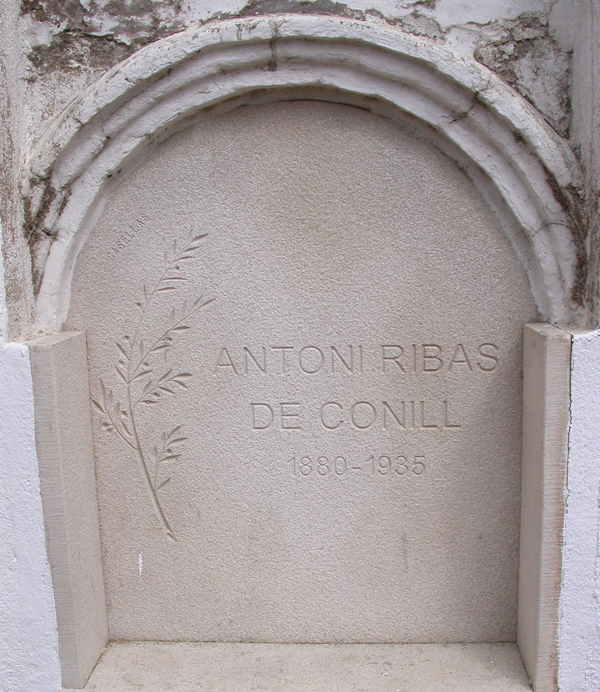 ANTONI RIBAS
DE CONILL
1880-1935